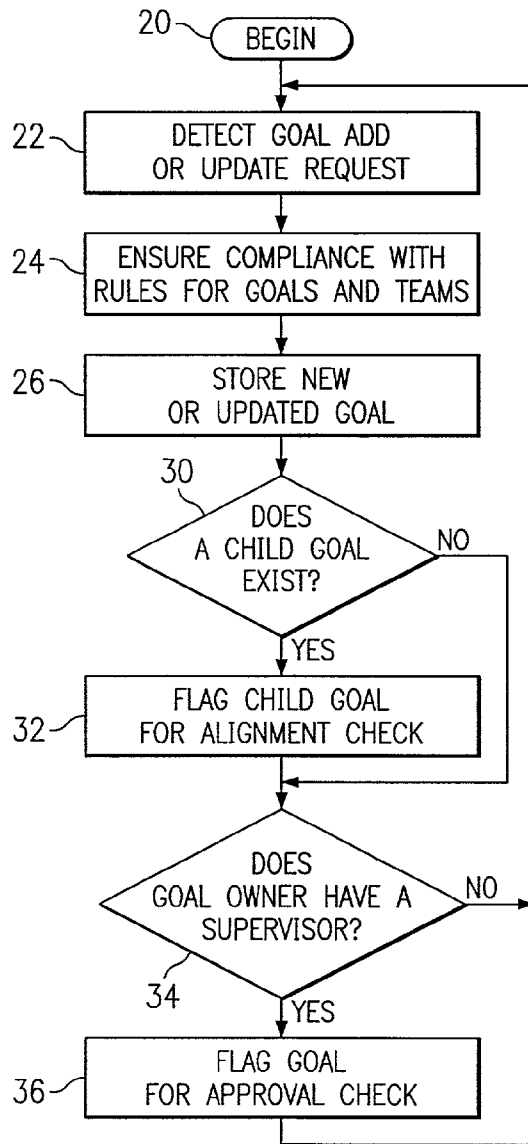 20
BEGIN
22
DETECT GOAL ADD
OR UPDATE REQUEST
24
ENSURE COMPLIANCE WITH
RULES FOR GOALS AND TEAMS
26
STORE NEW
OR UPDATED GOAL
30
DOES
A CHILD GOAL
EXIST?
NO
YES
32
FLAG CHILD GOAL
FOR ALIGNMENT CHECK
DOES
GOAL OWNER HAVE A
SUPERVISOR?
NO
34
YES
36
FLAG GOAL
FOR APPROVAL CHECK